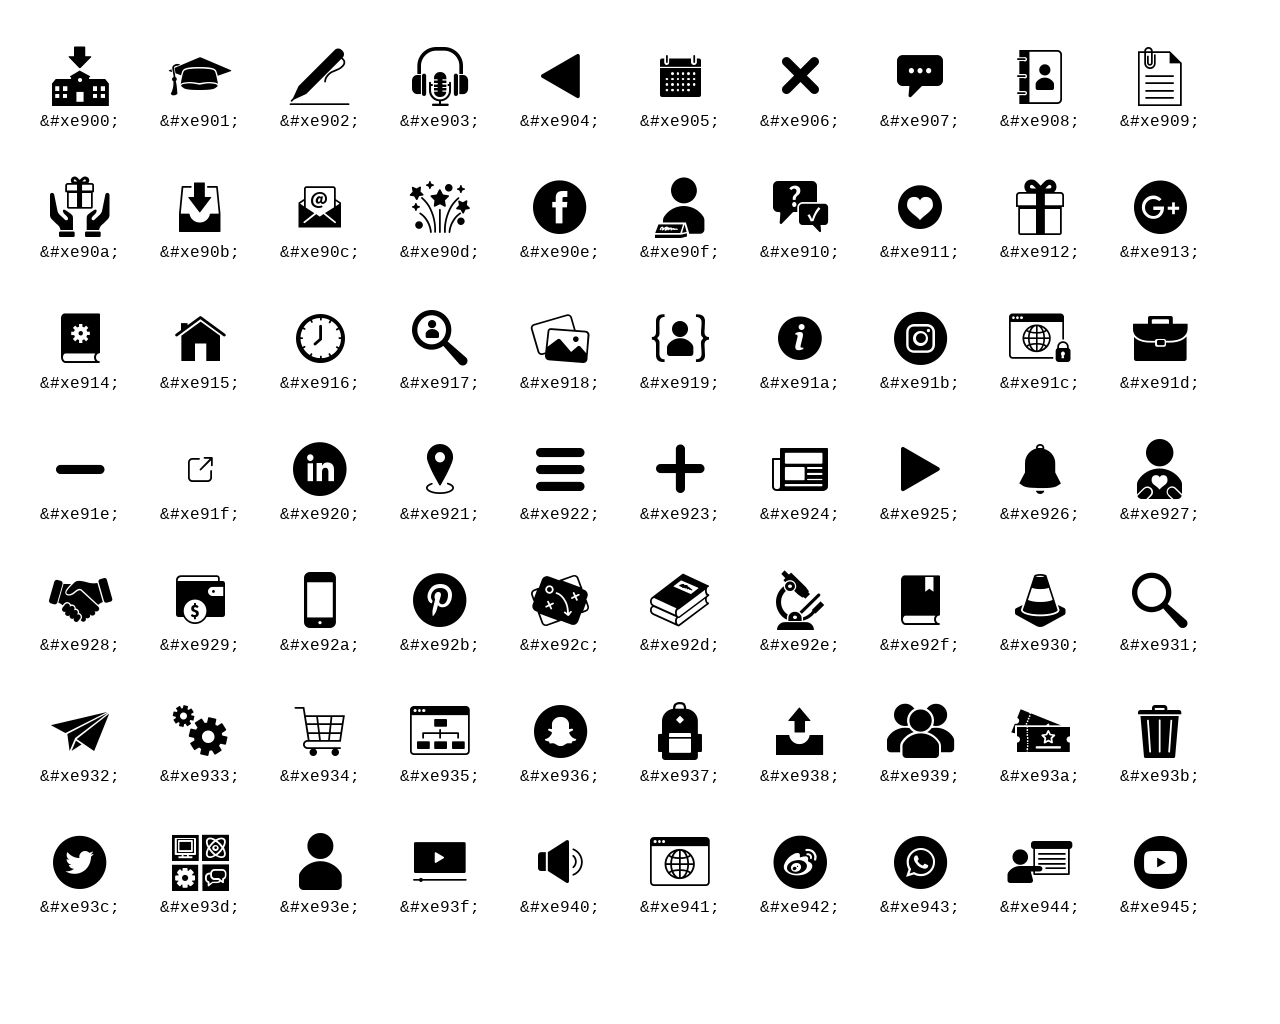 &#xe900; &#xe901; &#xe902; &#xe903; &#xe904; &#xe905; &#xe906; &#xe907; &#xe908; &#xe909;
&#xe90a; &#xe90b; &#xe90c; &#xe90d; &#xe90e; &#xe90f; &#xe910; &#xe911; &#xe912; &#xe913;
&#xe914; &#xe915; &#xe916; &#xe917; &#xe918; &#xe919; &#xe91a; &#xe91b; &#xe91c; &#xe91d;
&#xe91e; &#xe91f; &#xe920; &#xe921; &#xe922; &#xe923; &#xe924; &#xe925; &#xe926; &#xe927;
&#xe928; &#xe929; &#xe92a; &#xe92b; &#xe92c; &#xe92d; &#xe92e; &#xe92f; &#xe930; &#xe931;
&#xe932; &#xe933; &#xe934; &#xe935; &#xe936; &#xe937; &#xe938; &#xe939; &#xe93a; &#xe93b;
&#xe93c; &#xe93d; &#xe93e; &#xe93f; &#xe940; &#xe941; &#xe942; &#xe943; &#xe944; &#xe945;